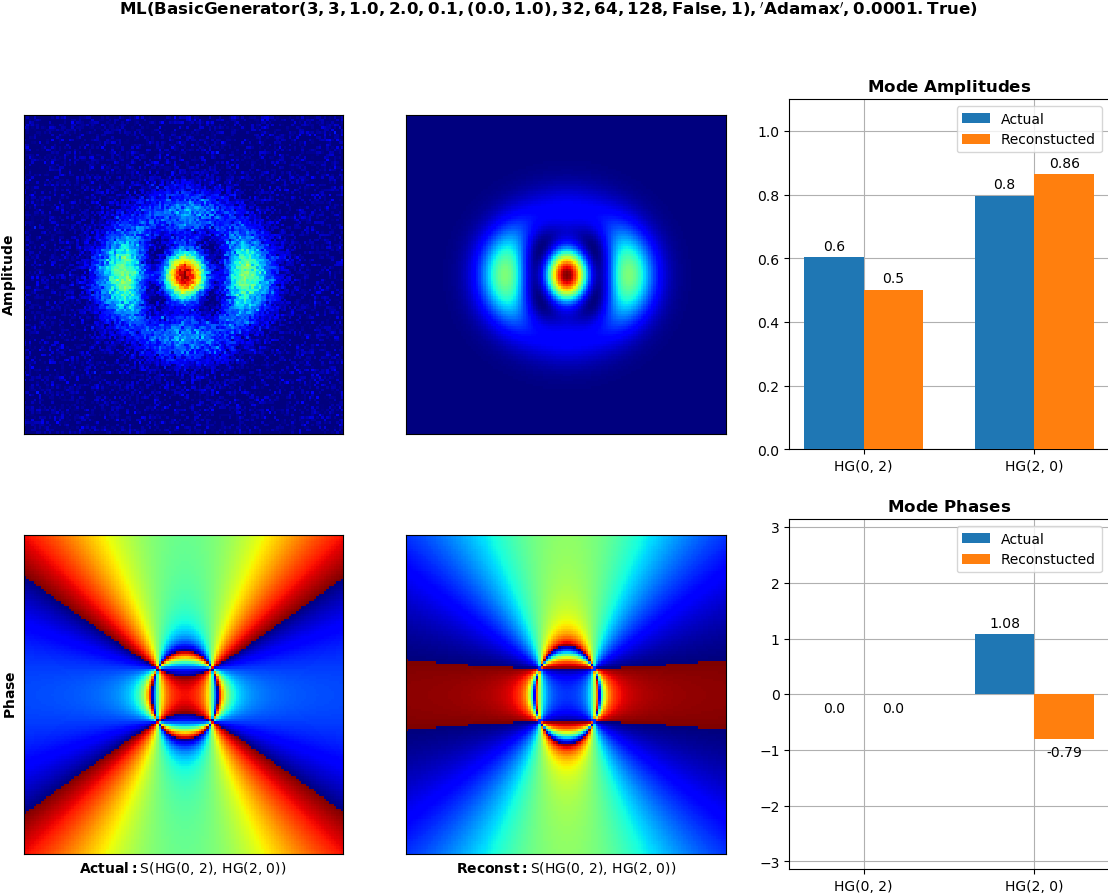 ML(BasicGenerator(3, 3, 1.0, 2.0, 0.1, (0.0, 1.0), 32, 64, 128, False, 1), 'Adamax', 0.0001. True)
Amplitude
Mode Amplitudes
Actual
Reconstucted
1.0
0.8
0.6
0.4
0.2
0.0
0.6
0.5
0.8
0.86
HG(0, 2)
HG(2, 0)
Phase
Actual: S(HG(0, 2), HG(2, 0))
Reconst: S(HG(0, 2), HG(2, 0))
Mode Phases
Actual
Reconstucted
3
2
1
0
−1
−2
−3
0.0
0.0
1.08
-0.79
HG(0, 2)
HG(2, 0)